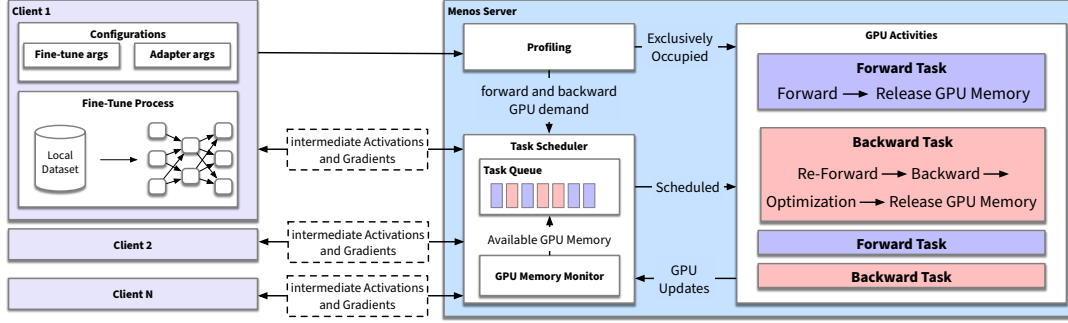 Client 1
Configurations
Fine-tune args
Adapter args
Fine-Tune Process
Local
Dataset
Client 2
Client N
intermediate Activations
and Gradients
intermediate Activations
and Gradients
intermediate Activations
and Gradients
Menos Server
Profiling
forward and backward
GPU demand
Task Scheduler
Task Queue
Available GPU Memory
GPU Memory Monitor
Exclusively
Occupied
Scheduled
GPU
Updates
GPU Activities
Forward Task
Forward
Release GPU Memory
Backward Task
Re-Forward
Backward
Optimization
Release GPU Memory
Forward Task
Backward Task